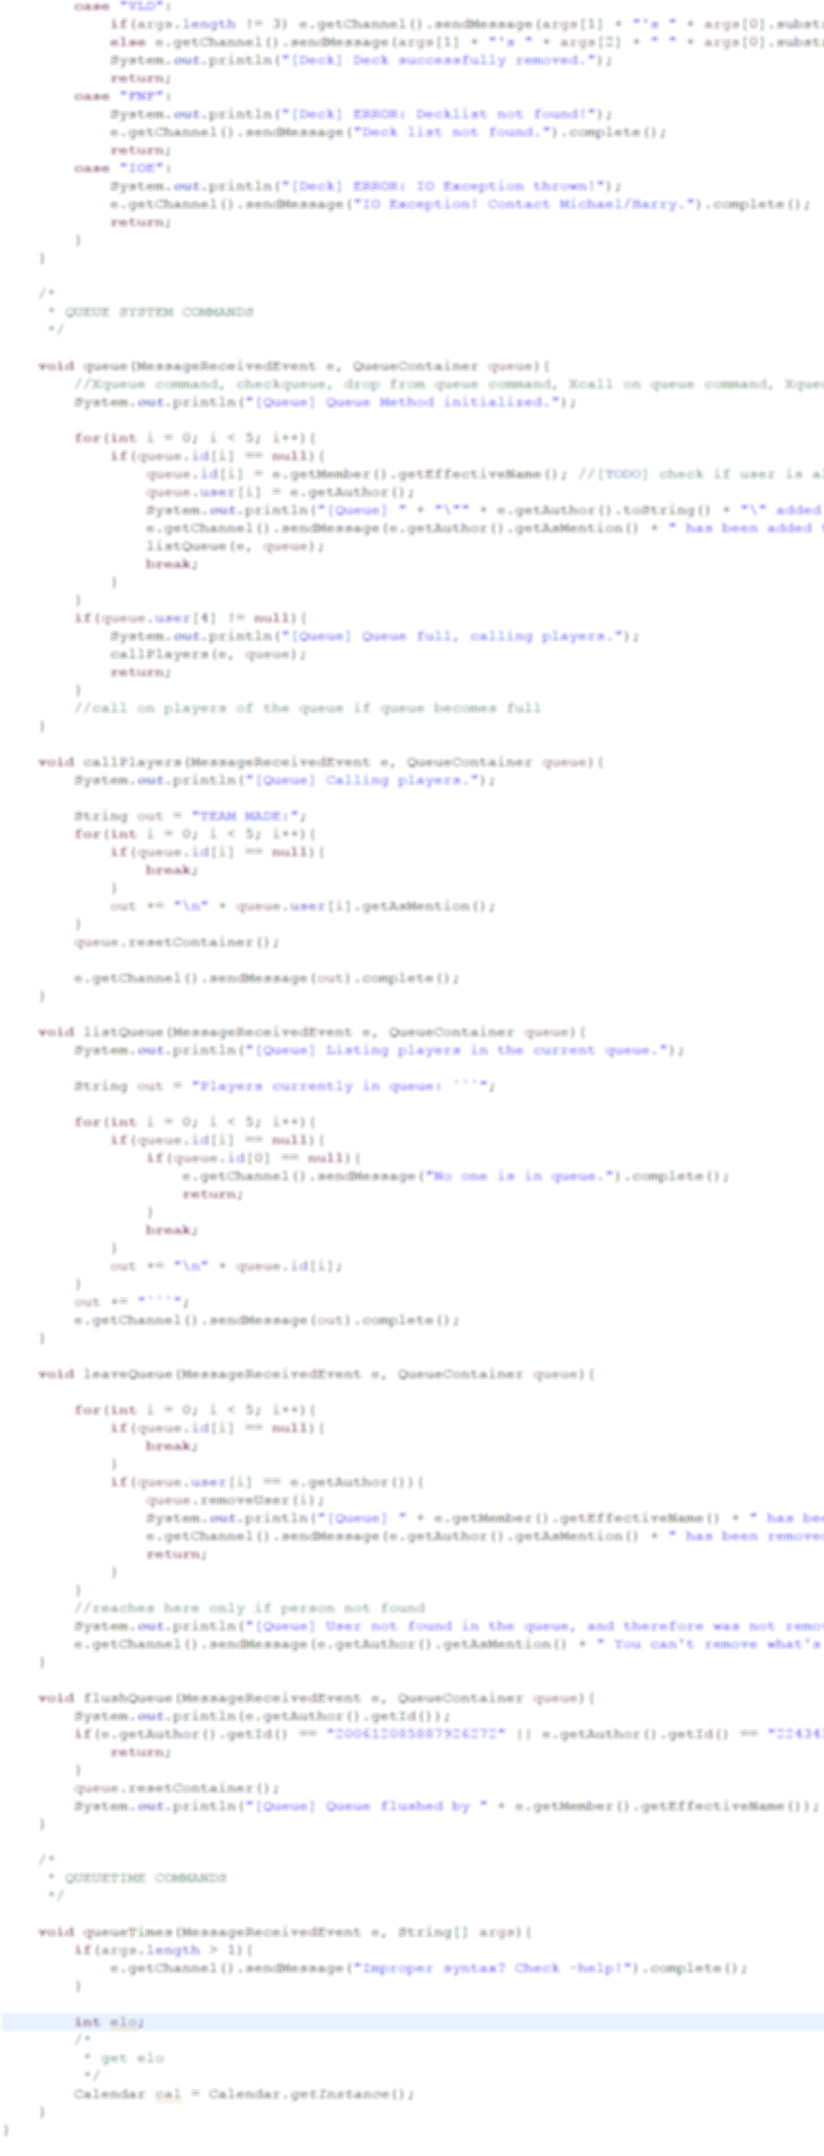 case "VLD":
if(args.length != 3) e.getChannel().sendMessage(args[1] + "'s " + args[0].subst
else e.getChannel().sendMessage(args[1] + "'s " + args[2] + " " + args[0].subst
System.out.println("[Deck] Deck successfully removed.");
return;
case "FNF":
System.out.println("[Deck] ERROR: Decklist not found!");
e.getChannel().sendMessage("Deck list not found.").complete();
return;
case "IOE":
System.out.println("[Deck] ERROR: IO Exception thrown!");
e.getChannel().sendMessage("IO Exception! Contact Michael/Harry.").complete();
return;
}
}
/*
* QUEUE SYSTEM COMMANDS
*/
void queue(MessageReceivedEvent e, QueueContainer queue){
//Xqueue command, checkqueue, drop from queue command, Xcall on queue command, Xque
System.out.println("[Queue] Queue Method initialized.");
for(int i = 0; i < 5; i++){
if(queue.id[i] == null){
queue.id[i] = e.getMember().getEffectiveName(); //[TODO] check if user is al
queue.user[i] = e.getAuthor();
System.out.println("[Queue] " + "\"" + e.getAuthor().toString() + "\" added
e.getChannel().sendMessage(e.getAuthor().getAsMention() + " has been added t
listQueue(e, queue);
break;
}
}
if(queue.user[4] != null){
System.out.println("[Queue] Queue full, calling players.");
callPlayers(e, queue);
return;
}
//call on players of the queue if queue becomes full
}
void callPlayers(MessageReceivedEvent e, QueueContainer queue){
System.out.println("[Queue] Calling players.");
String out = "TEAM MADE:";
for(int i = 0; i < 5; i++){
if(queue.id[i] == null){
break;
}
out += "\n" + queue.user[i].getAsMention();
}
queue.resetContainer();
e.getChannel().sendMessage(out).complete();
}
void listQueue(MessageReceivedEvent e, QueueContainer queue){
System.out.println("[Queue] Listing players in the current queue.");
String out = "Players currently in queue: ```";
for(int i = 0; i < 5; i++){
if(queue.id[i] == null){
if(queue.id[0] == null){
e.getChannel().sendMessage("No one is in queue.").complete();
return;
}
break;
}
out += "\n" + queue.id[i];
}
out += "```";
e.getChannel().sendMessage(out).complete();
}
void leaveQueue(MessageReceivedEvent e, QueueContainer queue){
for(int i = 0; i < 5; i++){
if(queue.id[i] == null){
break;
}
if(queue.user[i] == e.getAuthor()){
queue.removeUser(i);
System.out.println("[Queue] " + e.getMember().getEffectiveName() + " has bee
e.getChannel().sendMessage(e.getAuthor().getAsMention() + " has been remove
return;
}
}
//reaches here only if person not found
System.out.println("[Queue] User not found in the queue, and therefore was not remov
e.getChannel().sendMessage(e.getAuthor().getAsMention() + " You can't remove what's
}
void flushQueue(MessageReceivedEvent e, QueueContainer queue){
System.out.println(e.getAuthor().getId());
if(e.getAuthor().getId() == "200612085887926272" || e.getAuthor().getId() == "22434
return;
}
queue.resetContainer();
System.out.println("[Queue] Queue flushed by " + e.getMember().getEffectiveName());
}
/*
* QUEUETIME COMMANDS
*/
void queueTimes(MessageReceivedEvent e, String[] args){
if(args.length > 1){
e.getChannel().sendMessage("Improper syntax? Check ~help!").complete();
}
int elo;
/*
* get elo
*/
Calendar cal = Calendar.getInstance();
}
}